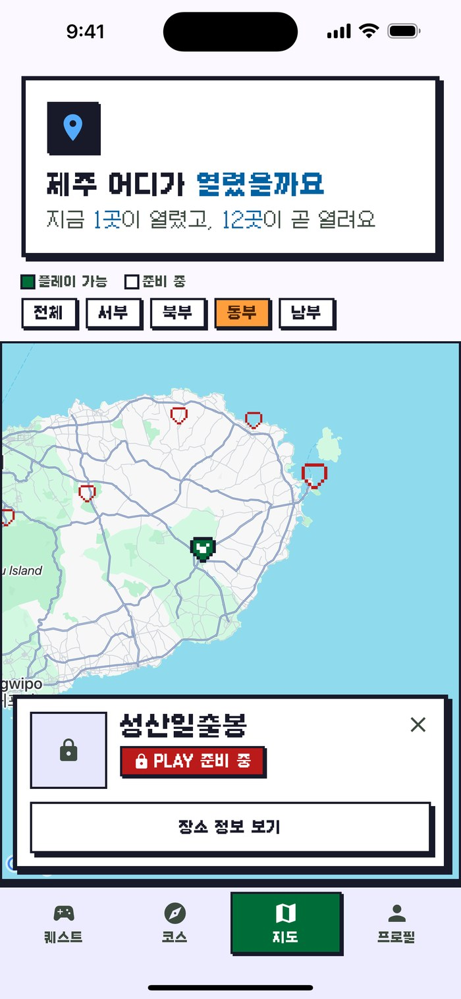 9:41
제주 어디가 열렸을까요
지금 1곳이 열렸고, 12곳이 곧 열려요
플레이 가능 준비 중
전체 서부 북부 동부 남부
u Island
gwipo
성산일출봉
PLAY 준비 중
장소 정보 보기
퀘스트 코스 지도 프로필